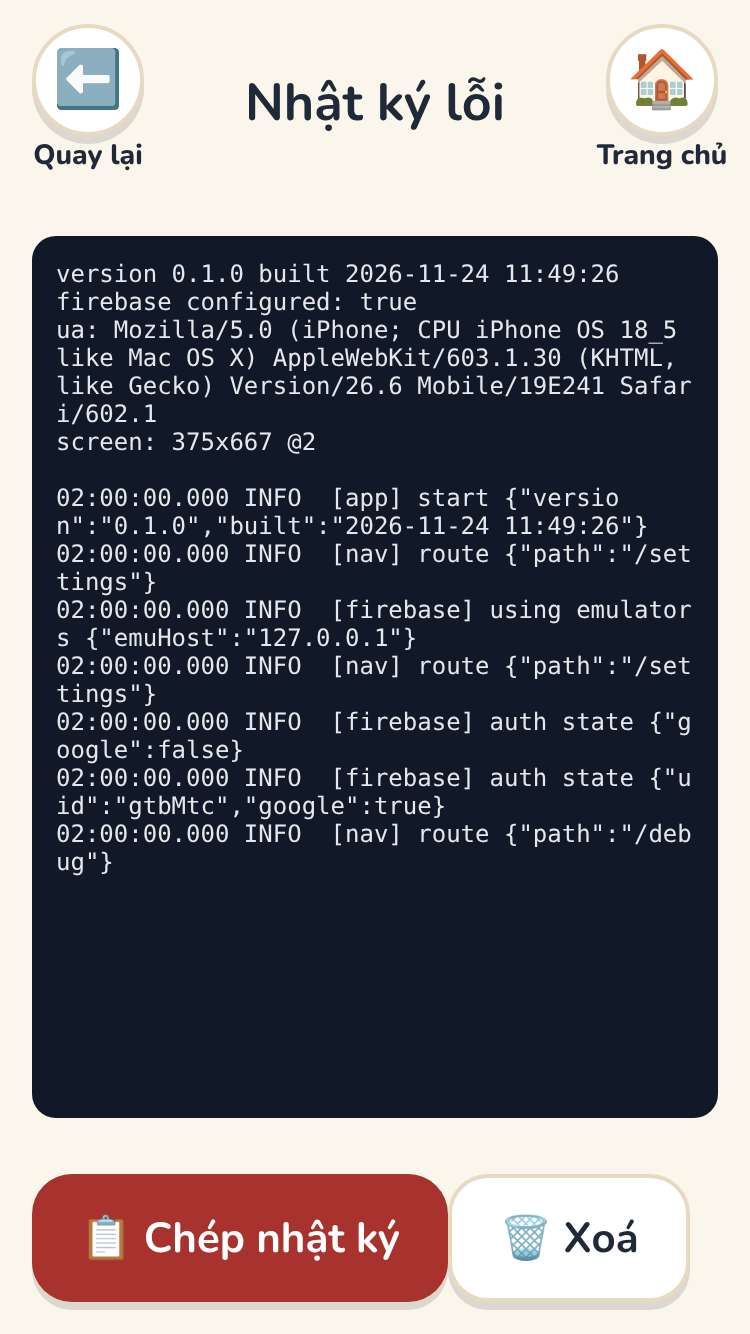 Nhật ký lỗi
Quay lại
Trang chủ
version 0.1.0 built 2026-11-24 11:49:26
firebase configured: true
ua: Mozilla/5.0 (iPhone; CPU iPhone OS 18_5
like Mac OS X) AppleWebKit/603.1.30 (KHTML,
like Gecko) Version/26.6 Mobile/19E241 Safar
i/602.1
screen: 375x667 @2
02:00:00.000 INFO  [app] start {"versio
n":"0.1.0","built":"2026-11-24 11:49:26"}
02:00:00.000 INFO  [nav] route {"path":"/set
tings"}
02:00:00.000 INFO  [firebase] using emulator
s {"emuHost":"127.0.0.1"}
02:00:00.000 INFO  [nav] route {"path":"/set
tings"}
02:00:00.000 INFO  [firebase] auth state {"g
oogle":false}
02:00:00.000 INFO  [firebase] auth state {"u
id":"gtbMtc","google":true}
02:00:00.000 INFO  [nav] route {"path":"/deb
ug"}
Chép nhật ký
Xoá